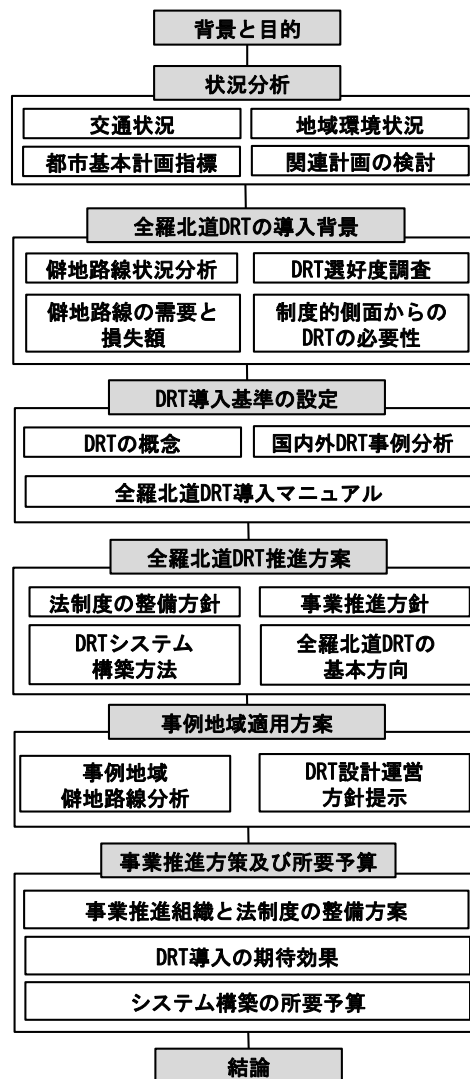 背景と目的
状況分析
交通状況
地域環境状況
都市基本計画指標
関連計画の検討
全羅北道DRTの導入背景
僻地路線状況分析
DRT選好度調査
僻地路線の需要と
損失額
制度的側面からの
DRTの必要性
DRT導入基準の設定
DRTの概念
国内外DRT事例分析
全羅北道DRT導入マニュアル
全羅北道DRT推進方案
法制度の整備方針
事業推進方針
DRTシステム
構築方法
全羅北道DRTの
基本方向
事例地域適用方案
事例地域
僻地路線分析
DRT設計運営
方針提示
事業推進方策及び所要予算
事業推進組織と法制度の整備方案
DRT導入の期待効果
システム構築の所要予算
結論